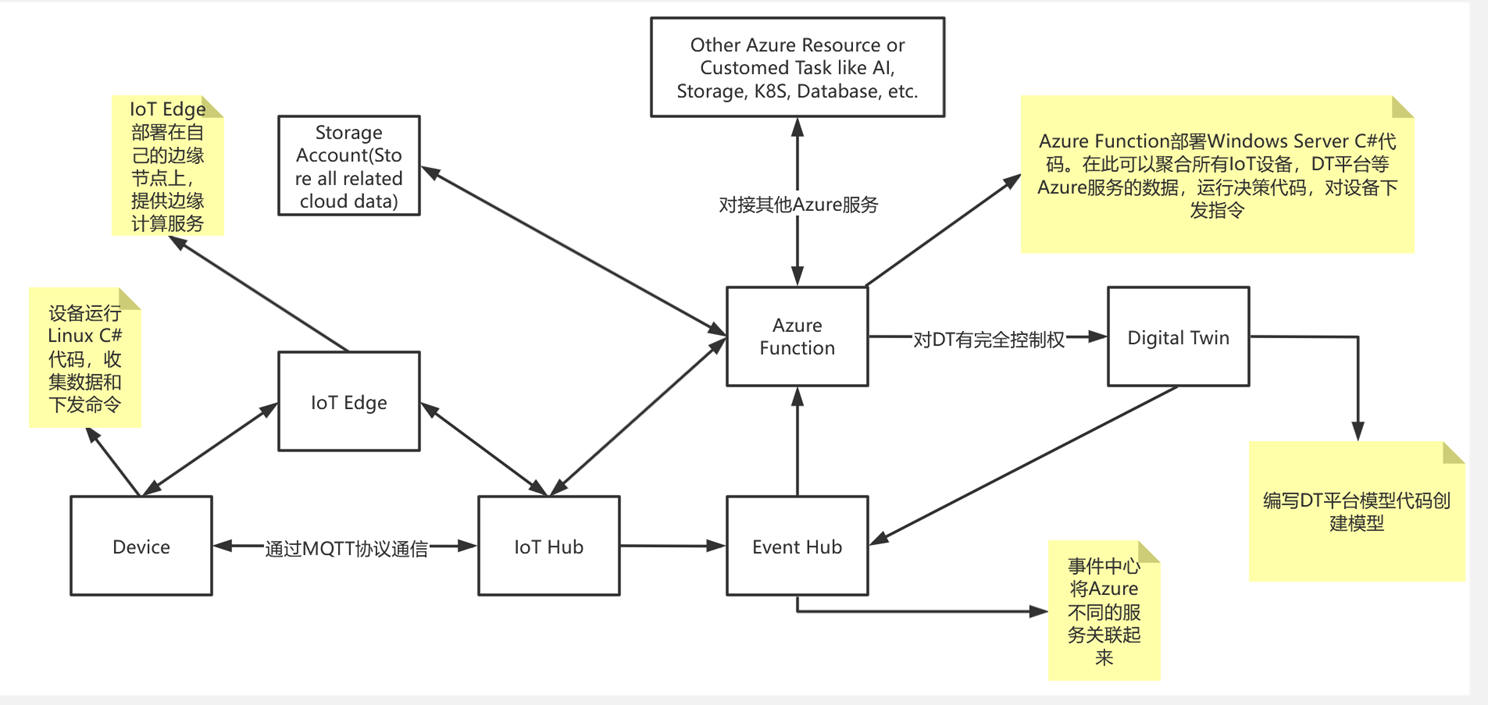 Other Azure Resource or
Customed Task like AI,
Storage, K8S, Database, etc.
IoT Edge
部署在自
己的边缘
节点上，
提供边缘
计算服务
Storage
Account(Sto
re all related
cloud data)
Azure Function部署Windows Server C#代
码。在此可以聚合所有IoT设备，DT平台等
Azure服务的数据，运行决策代码，对设备下
发指令
对接其他Azure服务
设备运行
Linux C#
代码，收
集数据和
下发命令
Azure
Function
对DT有完全控制权
Digital Twin
IoT Edge
编写DT平台模型代码创
建模型
Device
通过MQTT协议通信
IoT Hub
Event Hub
事件中心
将Azure
不同的服
务关联起
来